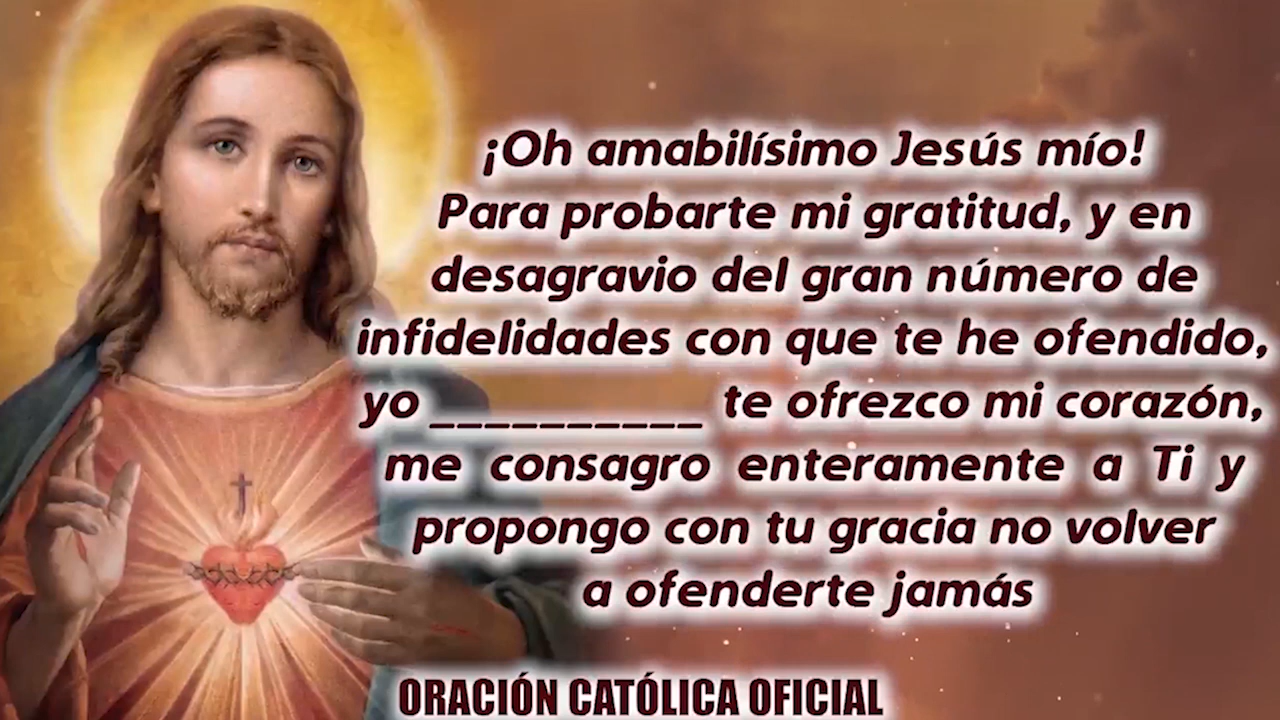 ¡Oh amabilísimo Jesús mío!
Para probarte mi gratitud, y en
desagravio del gran número de
infidelidades con que te he ofendido,
yo __________ te ofrezco mi corazón,
me consagro enteramente a Ti y
propongo con tu gracia no volver
a ofenderte jamás
ORACIÓN CATÓLICA OFICIAL